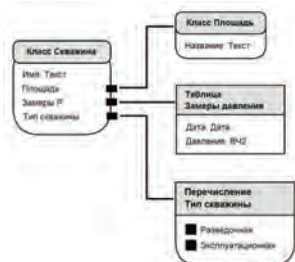 Класс Площадь
Название: Текст
Класс Скважина
Имя: Текст
Площадь
Замеры Р
Тип скважины
Таблица
Замеры давления
Дата: Дата
Давление: ВЧ2
Перечисление
Тип скважины
Разведочная
Эксплуатационная